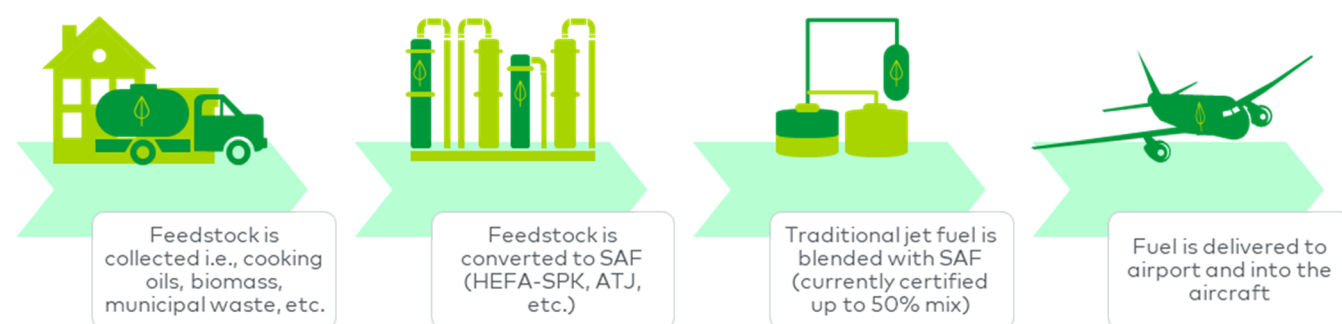 Feedstock is
collected i.e., cooking
oils, biomass,
municipal waste, etc.
Feedstock is
converted to SAF
(HEFA-SPK, ATJ,
etc.)
Traditional jet fuel is
blended with SAF
(currently certified
up to 50% mix)
Fuel is delivered to
airport and into the
aircraft